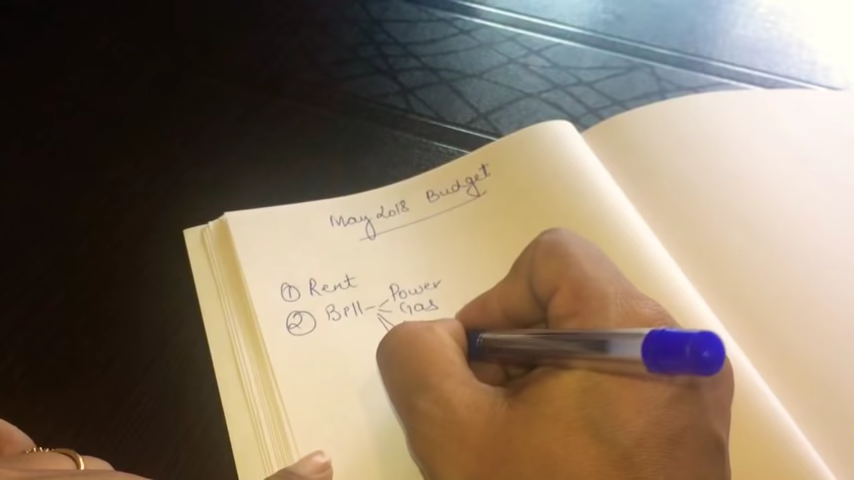 May 2018 Budget
① Rent
② Bill Power
Gas